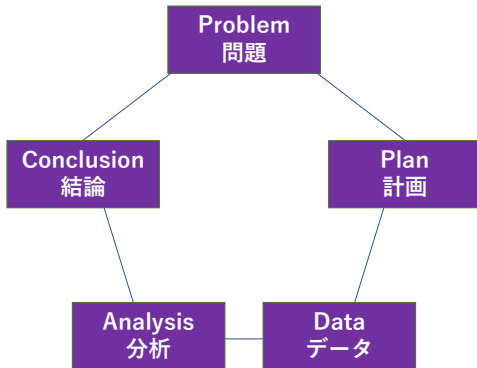 Problem
問題
Plan
計画
Data
データ
Analysis
分析
Conclusion
結論